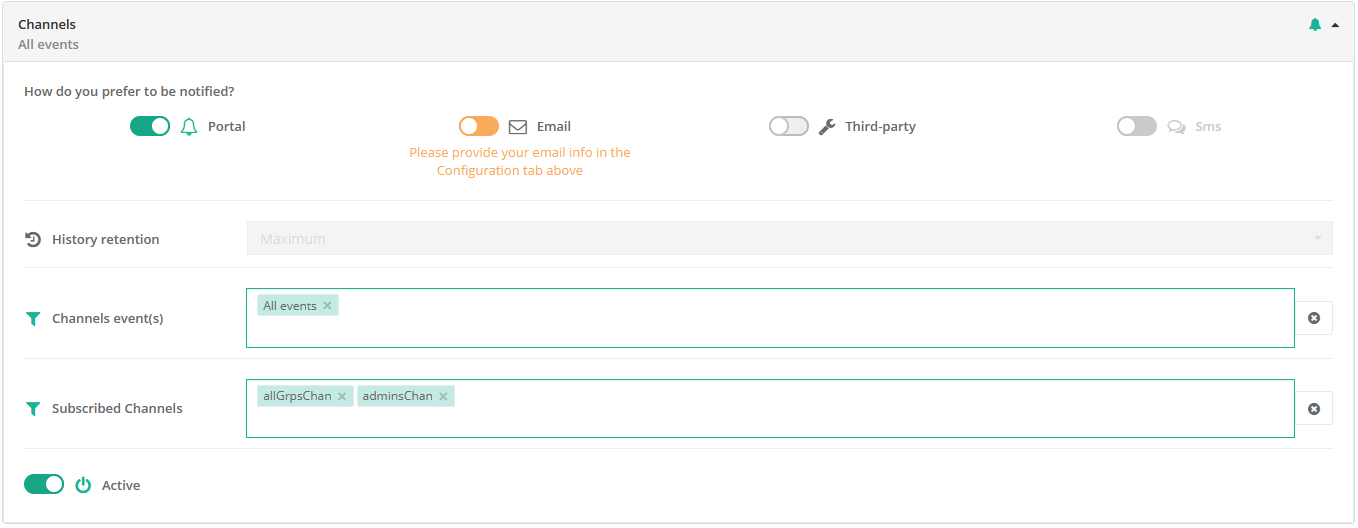 Channels
All events
How do you prefer to be notified?
Portal
Email
Third-party
Sms
Please provide your email info in the
Configuration tab above
History retention
Maximum
Channels event(s)
All events
Subscribed Channels
allGrpsChan
adminsChan
Active